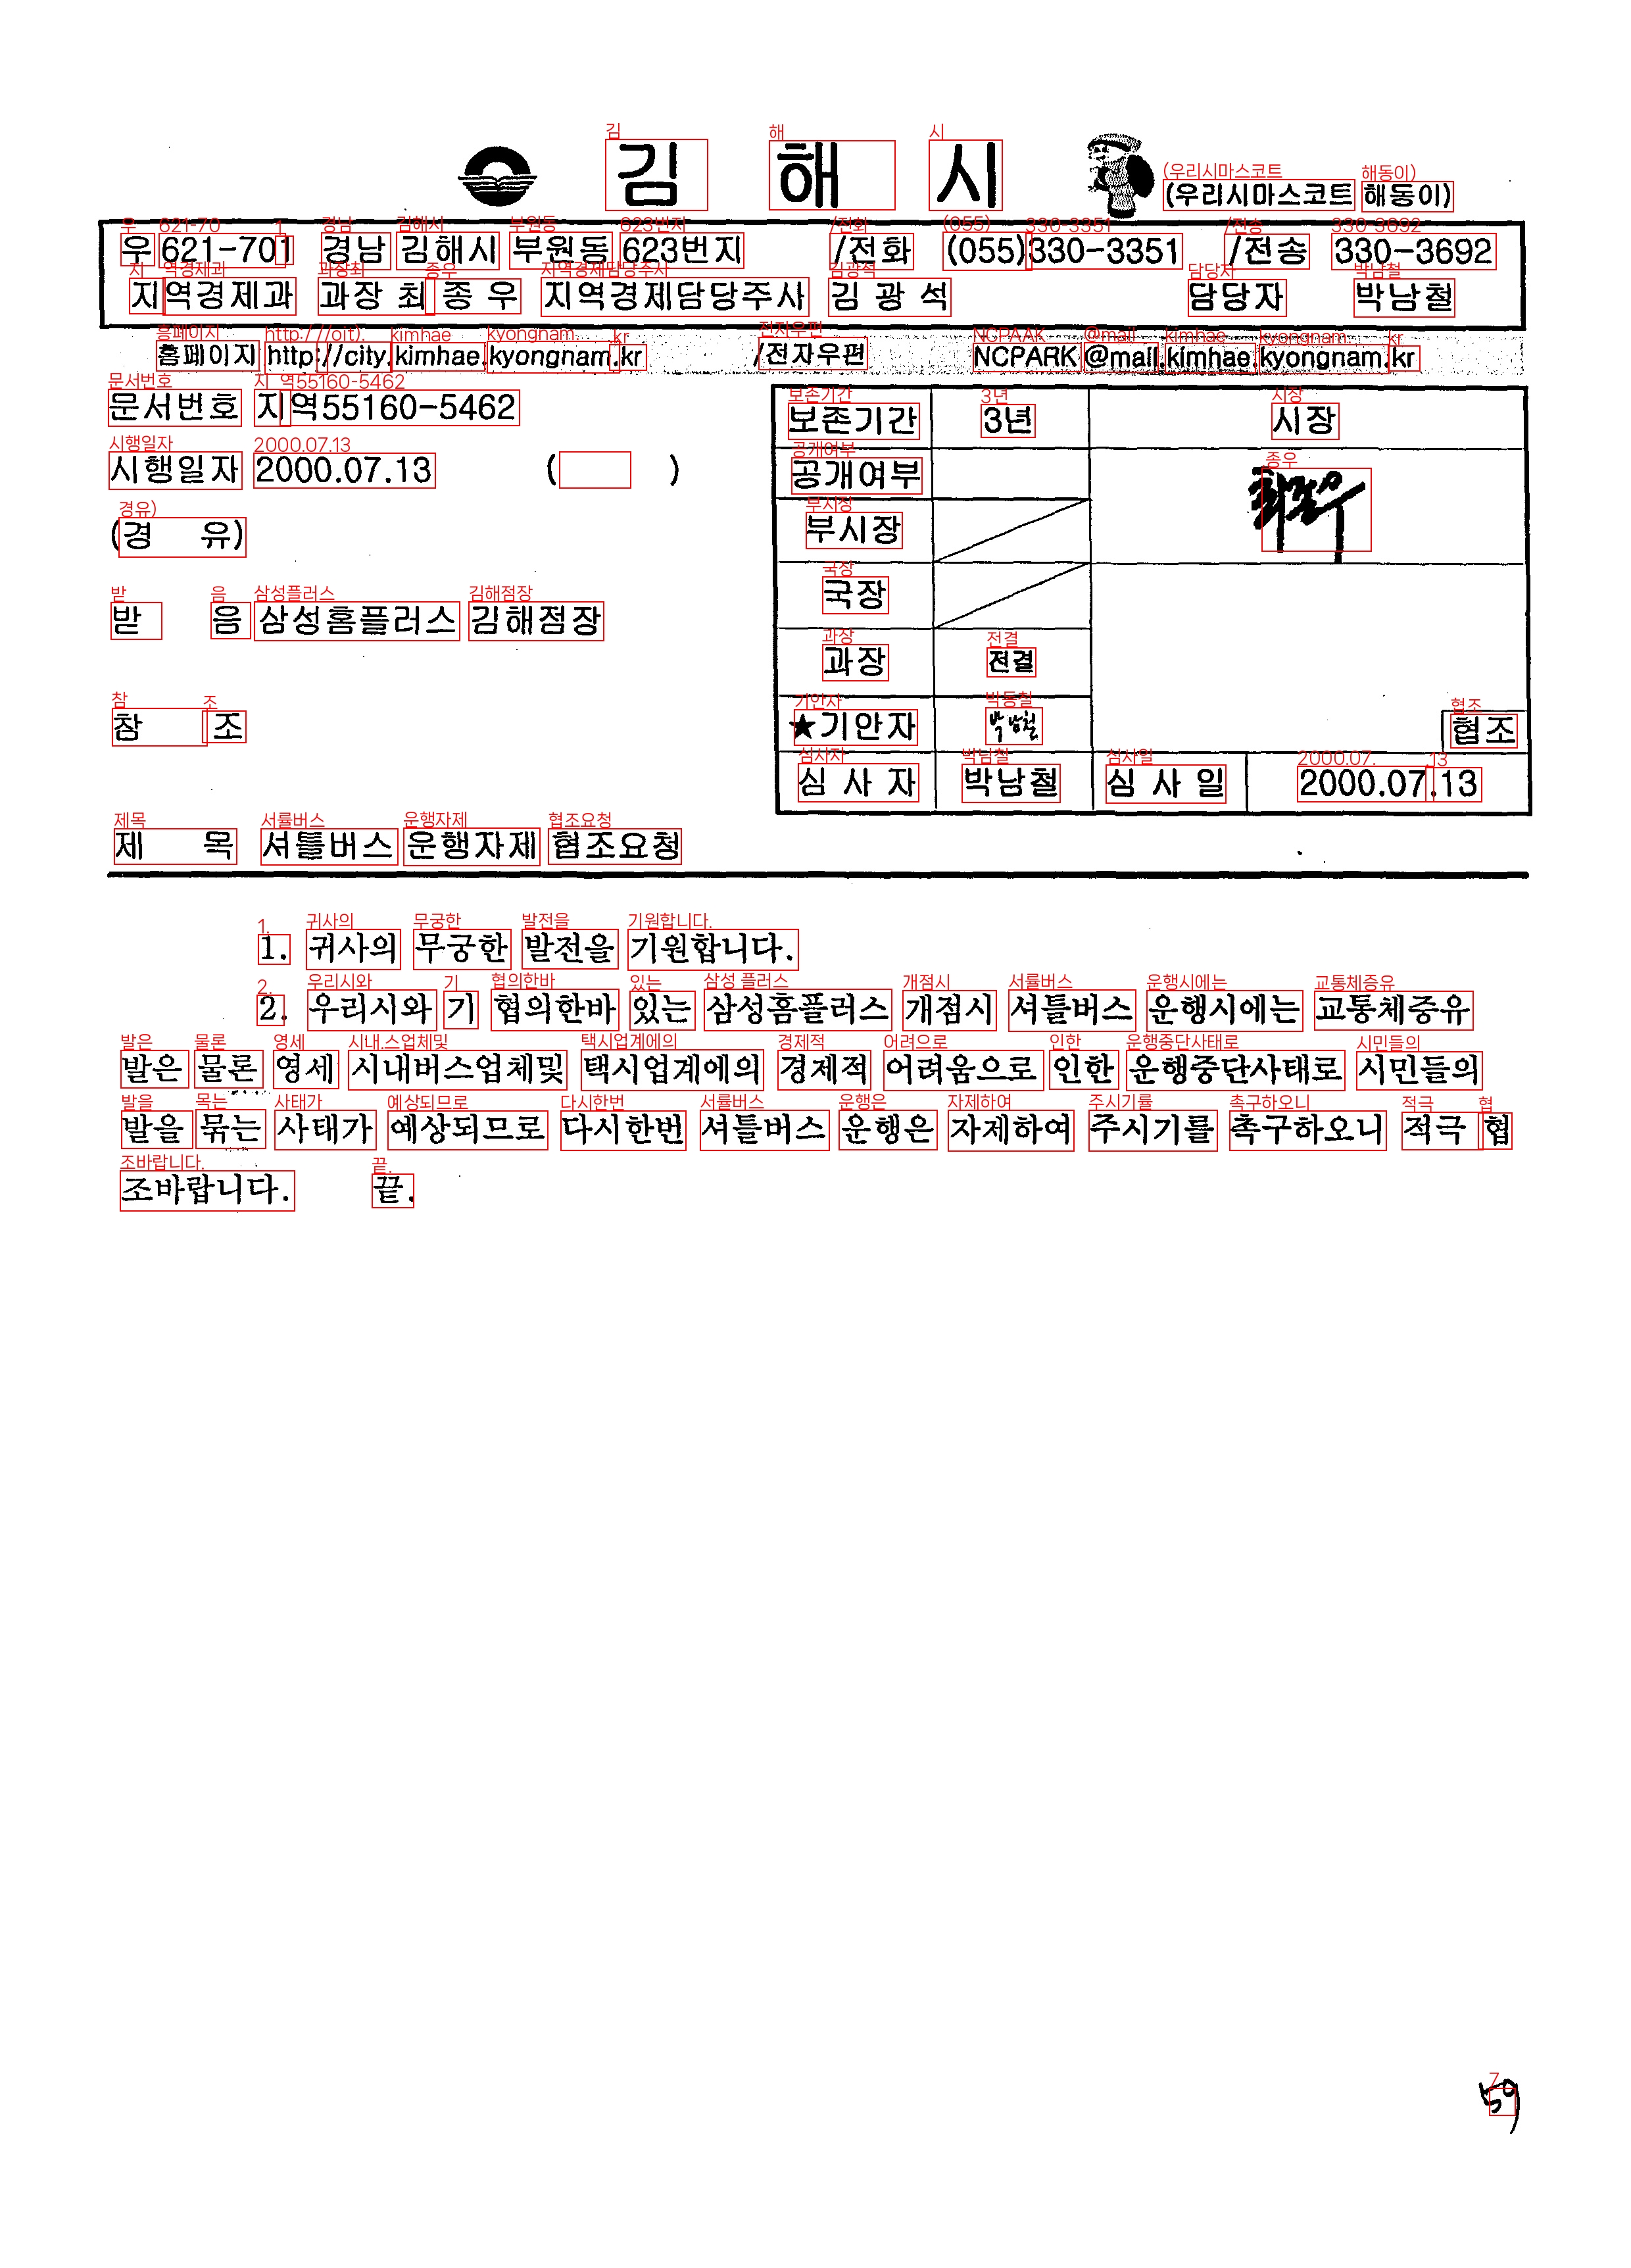 김 해 시 (우리시마스코트 해동이)
우 621-701 경남 김해시 부원동 623번지 /전화 (055)330-3351 /전송 330-3692
지역경제과 과장 최 종 우 지역경제담당주사 김 광 석 담당자 박남철
홈페이지 http://city.kimhae.kyongnam.kr /전자우편 NCPARK@mail.kimhae.kyongnam.kr
문서번호 지역55160-5462
시행일자 2000.07.13 ( )
(경 유)
받 음 삼성홈플러스 김해점장
참 조
제 목 셔틀버스 운행자제 협조요청
보존기간 3년 시장
공개여부 최종우
부시장
국장
과장 전결
★기안자 박남철 협조
심 사 자 박남철 심 사 일 2000.07.13
1. 귀사의 무궁한 발전을 기원합니다.
2. 우리시와 기 협의한바 있는 삼성홈플러스 개점시 셔틀버스 운행시에는 교통체증유
발은 물론 영세 시내버스업체및 택시업계에의 경제적 어려움으로 인한 운행중단사태로 시민들의
발을 묶는 사태가 예상되므로 다시한번 셔틀버스 운행은 자제하여 주시기를 촉구하오니 적극 협
조바랍니다. 끝.
59